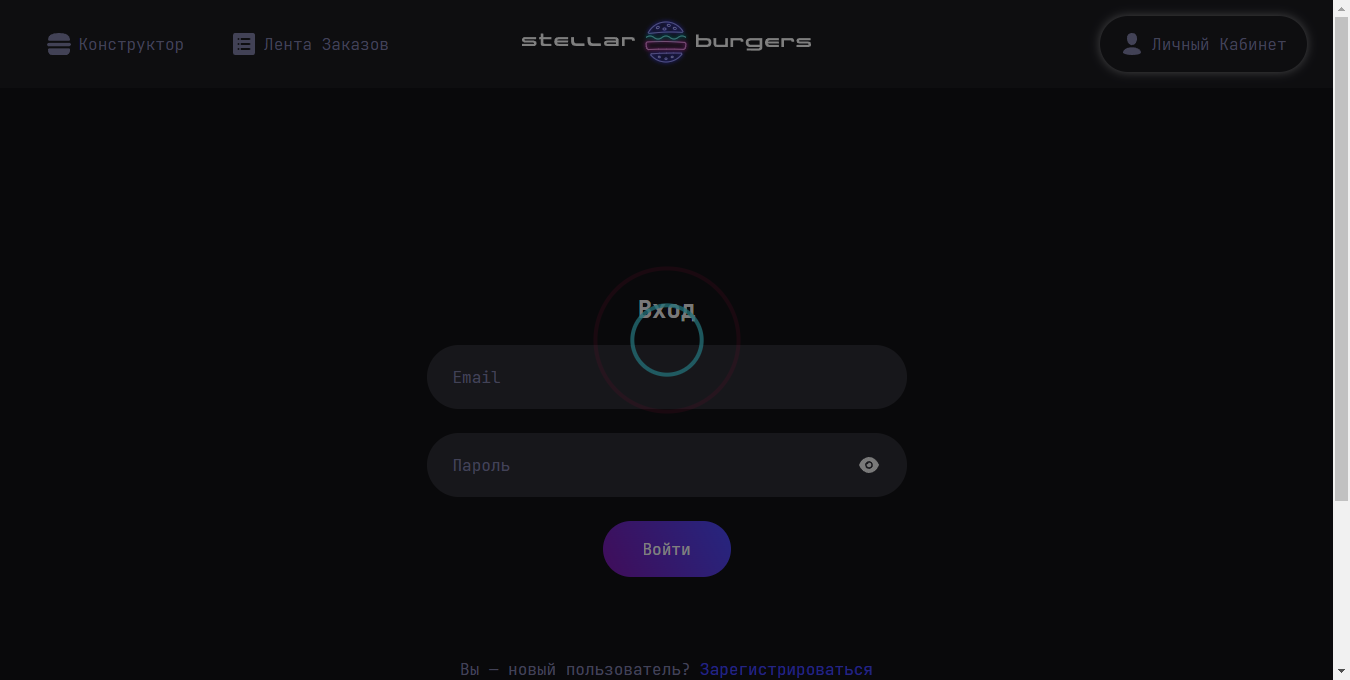 Конструктор
Лента Заказов
stellar burgers
Личный Кабинет
Вход
Email
Пароль
Войти
Вы — новый пользователь? Зарегистрироваться